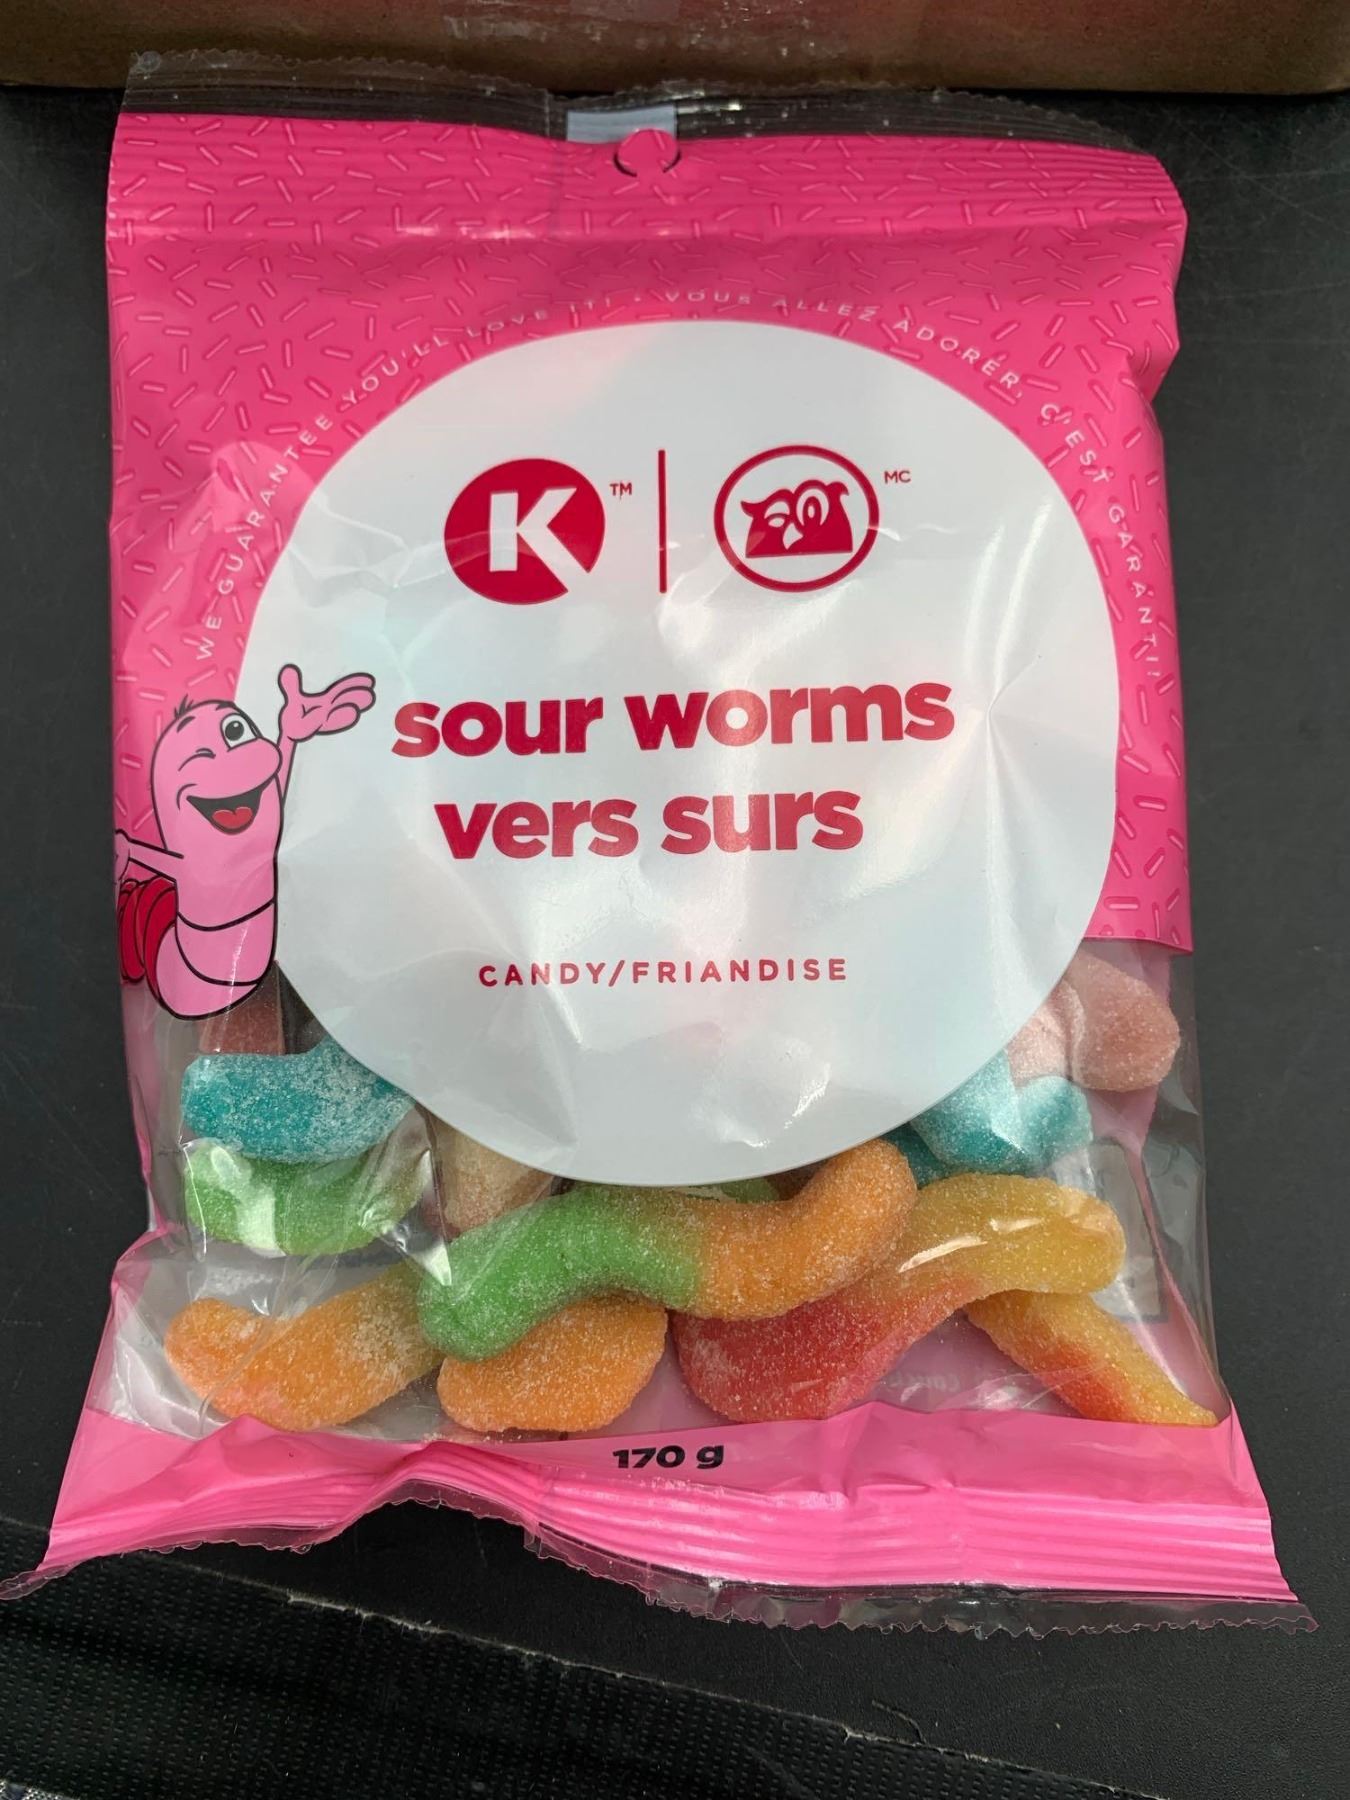 WE GUARANTEE YOU'LL LOVE IT! • VOUS ALLEZ ADORER, C'EST GARANTI!
K TM MC
sour worms
vers surs
CANDY/FRIANDISE
170 g